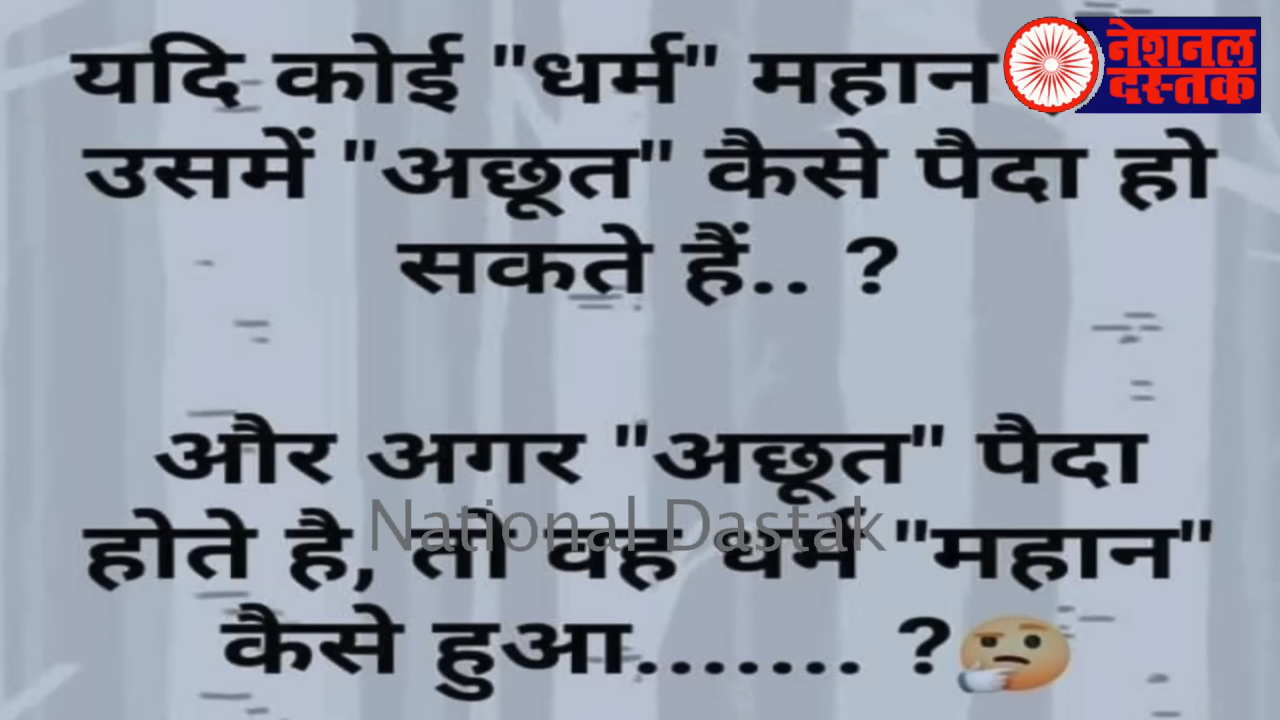 यदि कोई "धर्म" महान
नेशनल
दस्तक
उसमें "अछूत" कैसे पैदा हो
सकते हैं.. ?
और अगर "अछूत" पैदा
National Dastak
होते है, तो वह धर्म "महान"
कैसे हुआ....... ?